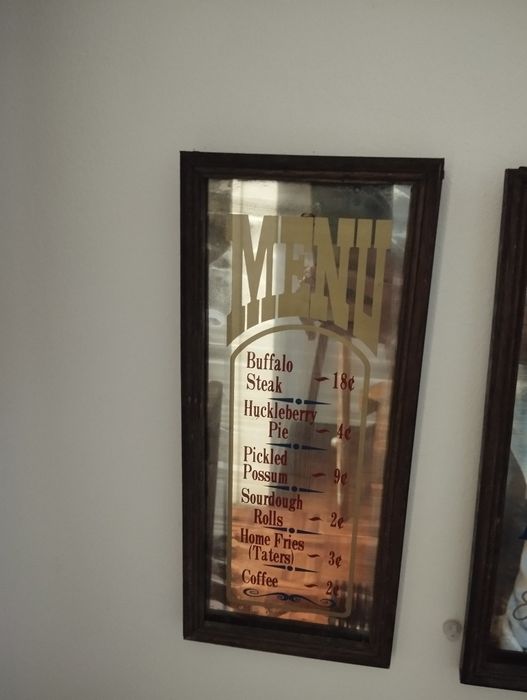 MENU
Buffalo
Steak ~ 18¢
Huckleberry
Pie ~ 4¢
Pickled
Possum ~ 9¢
Sourdough
Rolls ~ 2¢
Home Fries
(Taters) ~ 3¢
Coffee ~ 2¢